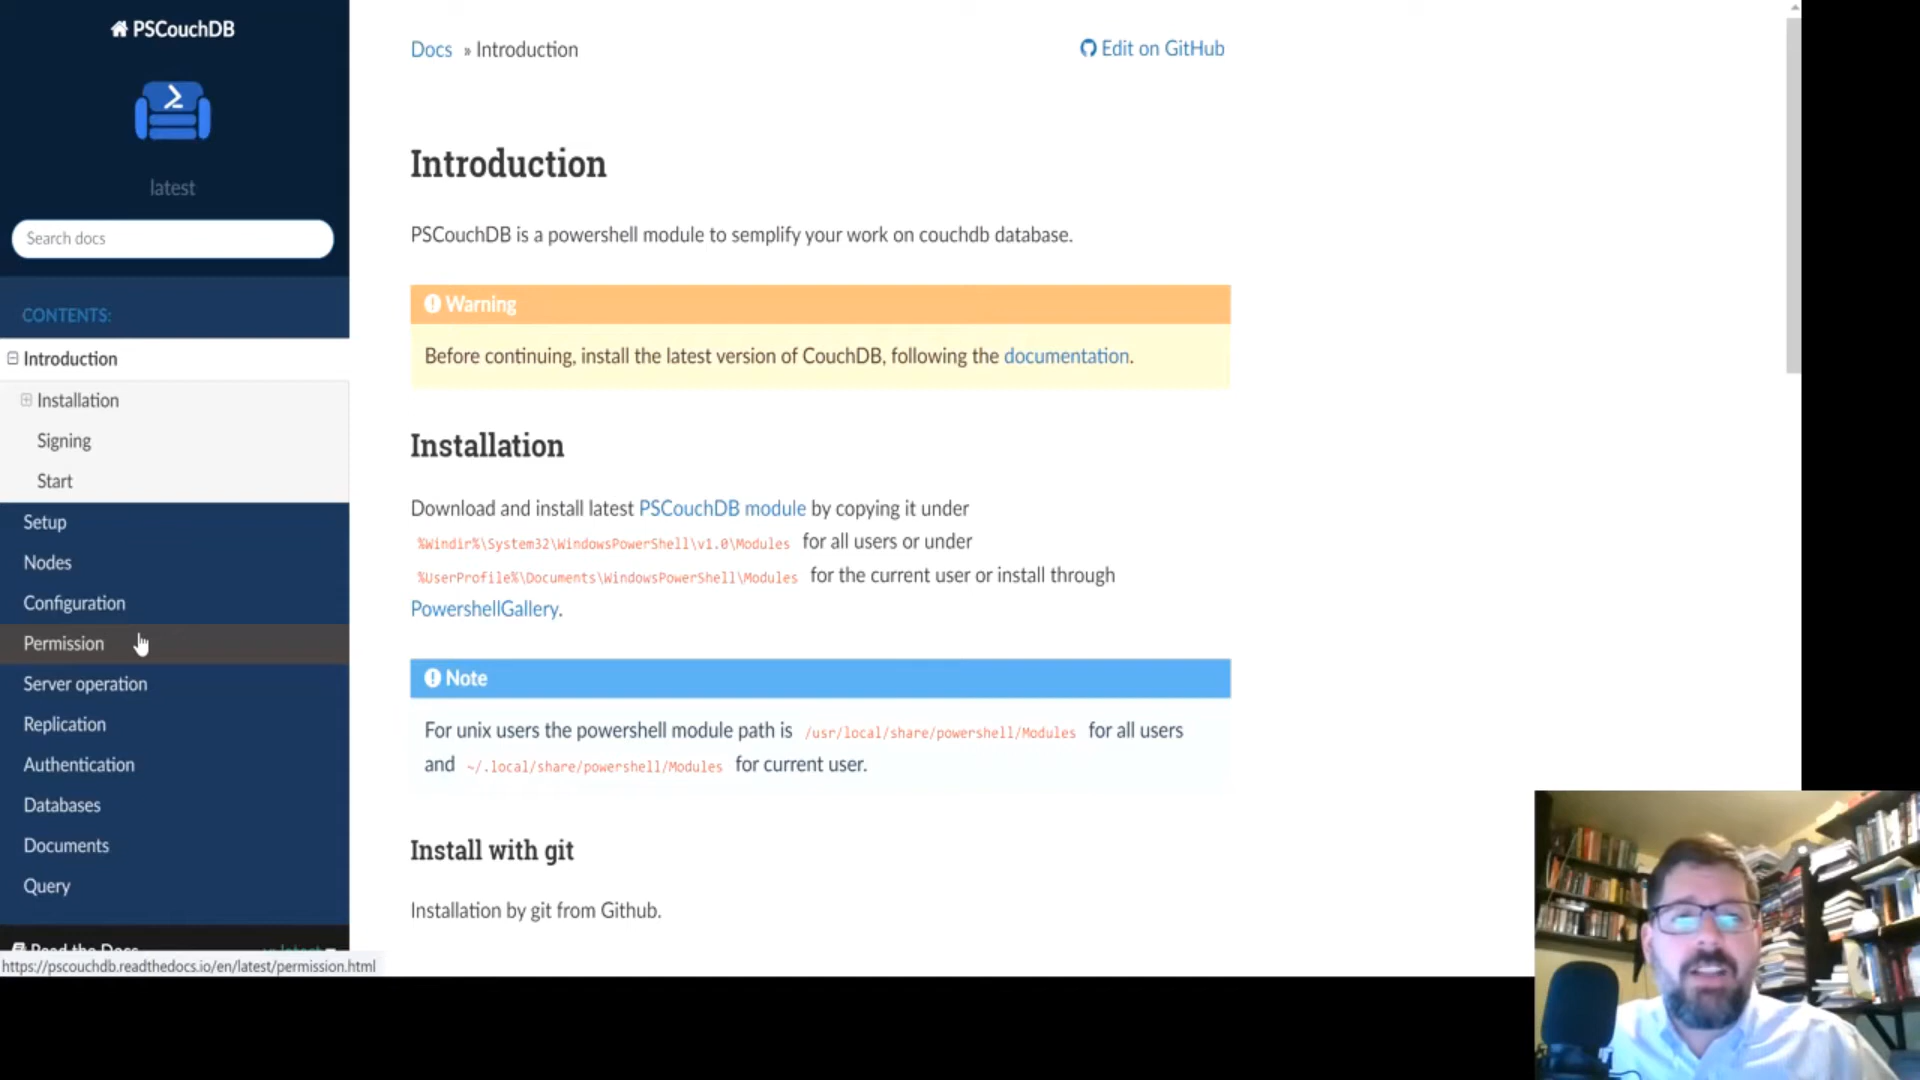 PSCouchDB
latest
Search docs
CONTENTS:
Introduction
Installation
Signing
Start
Setup
Nodes
Configuration
Permission
Server operation
Replication
Authentication
Databases
Documents
Query
Read the Docs
v: latest
https://pscouchdb.readthedocs.io/en/latest/permission.html
Docs » Introduction
Edit on GitHub
Introduction
PSCouchDB is a powershell module to semplify your work on couchdb database.
Warning
Before continuing, install the latest version of CouchDB, following the documentation.
Installation
Download and install latest PSCouchDB module by copying it under
%Windir%\System32\WindowsPowerShell\v1.0\Modules for all users or under
%UserProfile%\Documents\WindowsPowerShell\Modules for the current user or install through
PowershellGallery.
Note
For unix users the powershell module path is /usr/local/share/powershell/Modules for all users
and ~/.local/share/powershell/Modules for current user.
Install with git
Installation by git from Github.